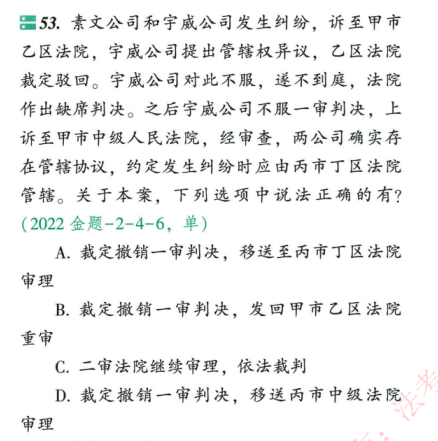 53. 素文公司和宇威公司发生纠纷，诉至甲市
乙区法院，宇威公司提出管辖权异议，乙区法院
裁定驳回。宇威公司对此不服，遂不到庭，法院
作出缺席判决。之后宇威公司不服一审判决，上
诉至甲市中级人民法院，经审查，两公司确实存
在管辖协议，约定发生纠纷时应由丙市丁区法院
管辖。关于本案，下列选项中说法正确的有？
(2022 金题-2-4-6，单)
A. 裁定撤销一审判决，移送至丙市丁区法院
审理
B. 裁定撤销一审判决，发回甲市乙区法院
重审
C. 二审法院继续审理，依法裁判
D. 裁定撤销一审判决，移送丙市中级法院
审理
法考